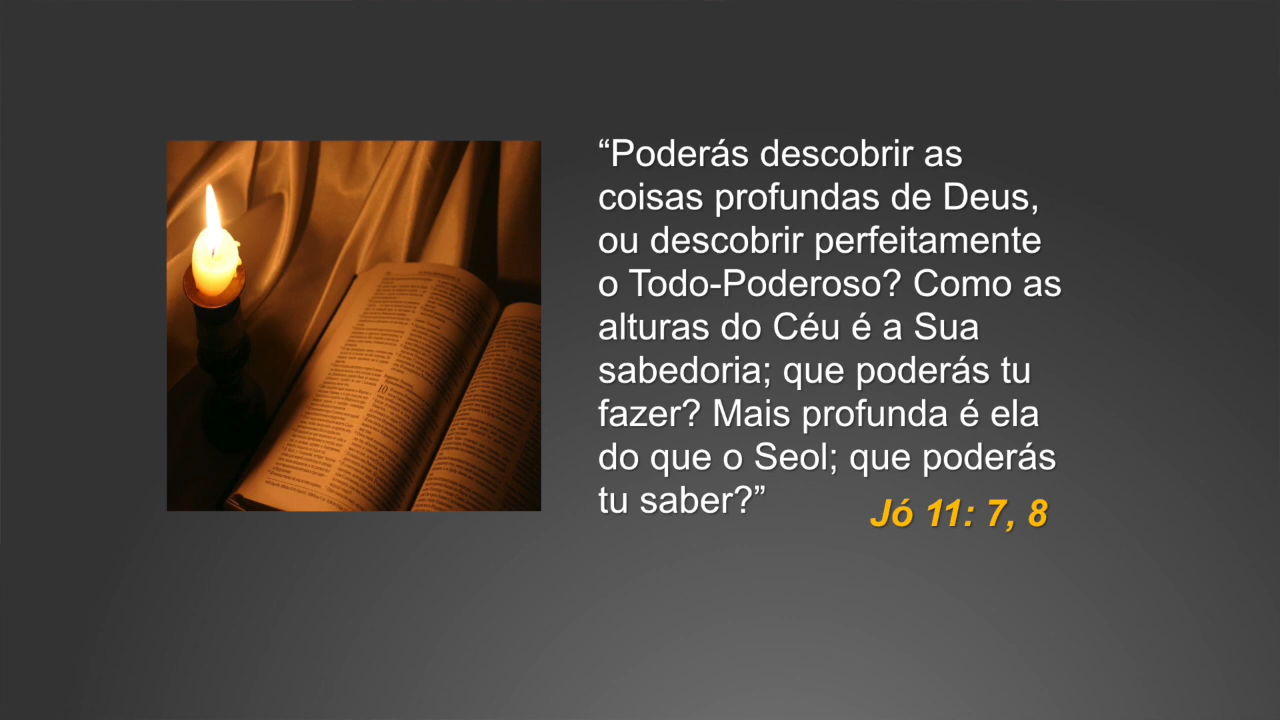 “Poderás descobrir as
coisas profundas de Deus,
ou descobrir perfeitamente
o Todo-Poderoso? Como as
alturas do Céu é a Sua
sabedoria; que poderás tu
fazer? Mais profunda é ela
do que o Seol; que poderás
tu saber?”
Jó 11: 7, 8